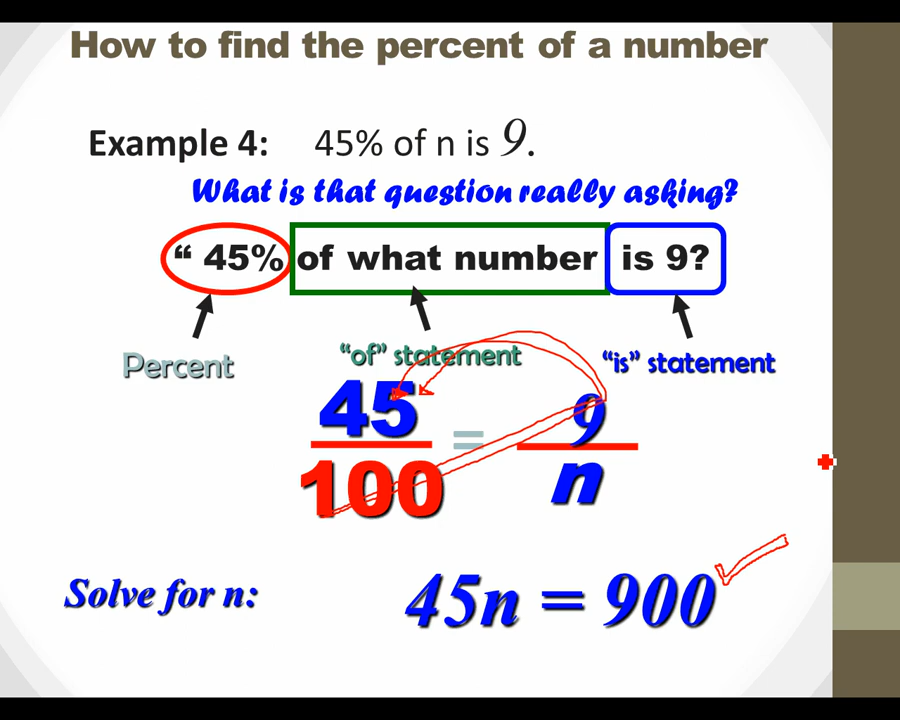 How to find the percent of a number
Example 4: 45% of n is 9.
What is that question really asking?
“ 45% of what number is 9?
Percent “of” statement “is” statement
45 = 9
100 n
Solve for n: 45n = 900